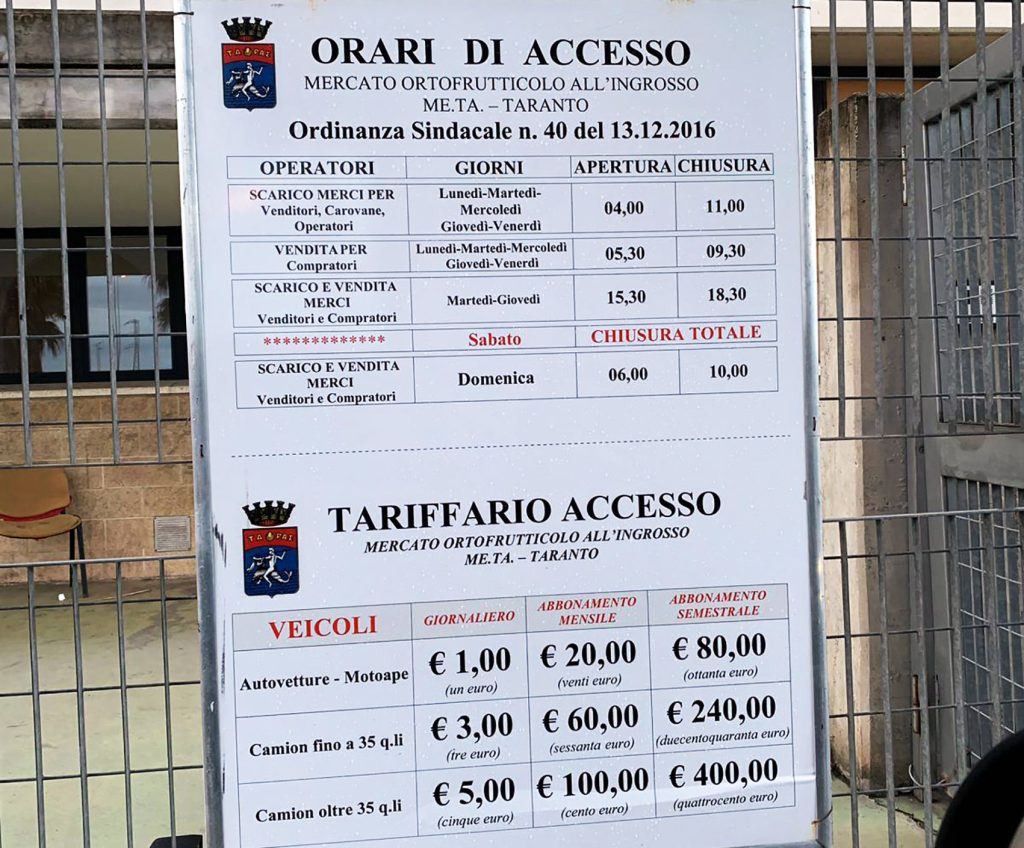 TA PAI
ORARI DI ACCESSO
MERCATO ORTOFRUTTICOLO ALL'INGROSSO
ME.TA. – TARANTO
Ordinanza Sindacale n. 40 del 13.12.2016
OPERATORI GIORNI APERTURA CHIUSURA
SCARICO MERCI PER
Venditori, Carovane,
Operatori
Lunedì-Martedì-
Mercoledì
Giovedì-Venerdì
04,00 11,00
VENDITA PER
Compratori
Lunedì-Martedì-Mercoledì
Giovedì-Venerdì
05,30 09,30
SCARICO E VENDITA
MERCI
Venditori e Compratori
Martedì-Giovedì
15,30 18,30
************* Sabato CHIUSURA TOTALE
SCARICO E VENDITA
MERCI
Venditori e Compratori
Domenica
06,00 10,00
TA PAI
TARIFFARIO ACCESSO
MERCATO ORTOFRUTTICOLO ALL'INGROSSO
ME.TA. – TARANTO
VEICOLI
GIORNALIERO
ABBONAMENTO
MENSILE
ABBONAMENTO
SEMESTRALE
Autovetture - Motoape
€ 1,00
(un euro)
€ 20,00
(venti euro)
€ 80,00
(ottanta euro)
Camion fino a 35 q.li
€ 3,00
(tre euro)
€ 60,00
(sessanta euro)
€ 240,00
(duecentoquaranta euro)
Camion oltre 35 q.li
€ 5,00
(cinque euro)
€ 100,00
(cento euro)
€ 400,00
(quattrocento euro)